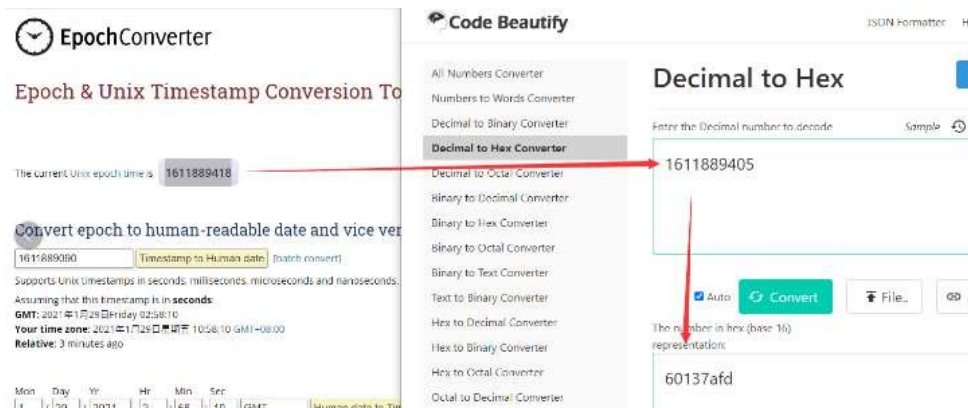 EpochConverter
Epoch & Unix Timestamp Conversion To
The current Unix epoch time is 1611889418
Convert epoch to human-readable date and vice ver
1611889090 Timestamp to Human date [batch convert]
Supports Unix timestamps in seconds, milliseconds, microseconds and nanoseconds.
Assuming that this timestamp is in seconds:
GMT: 2021年1月29日Friday 02:58:10
Your time zone: 2021年1月29日星期五 10:58:10 GMT+08:00
Relative: 3 minutes ago
Mon Day Yr Hr Min Sec
1 / 29 / 2021 2 : 58 : 10 GMT
Code Beautify
JSON Formatter
All Numbers Converter
Numbers to Words Converter
Decimal to Binary Converter
Decimal to Hex Converter
Decimal to Octal Converter
Binary to Decimal Converter
Binary to Hex Converter
Binary to Octal Converter
Binary to Text Converter
Text to Binary Converter
Hex to Decimal Converter
Hex to Binary Converter
Hex to Octal Converter
Octal to Decimal Converter
Decimal to Hex
Enter the Decimal number to decode Sample
1611889405
Auto Convert File..
The number in hex (base 16)
representation:
60137afd